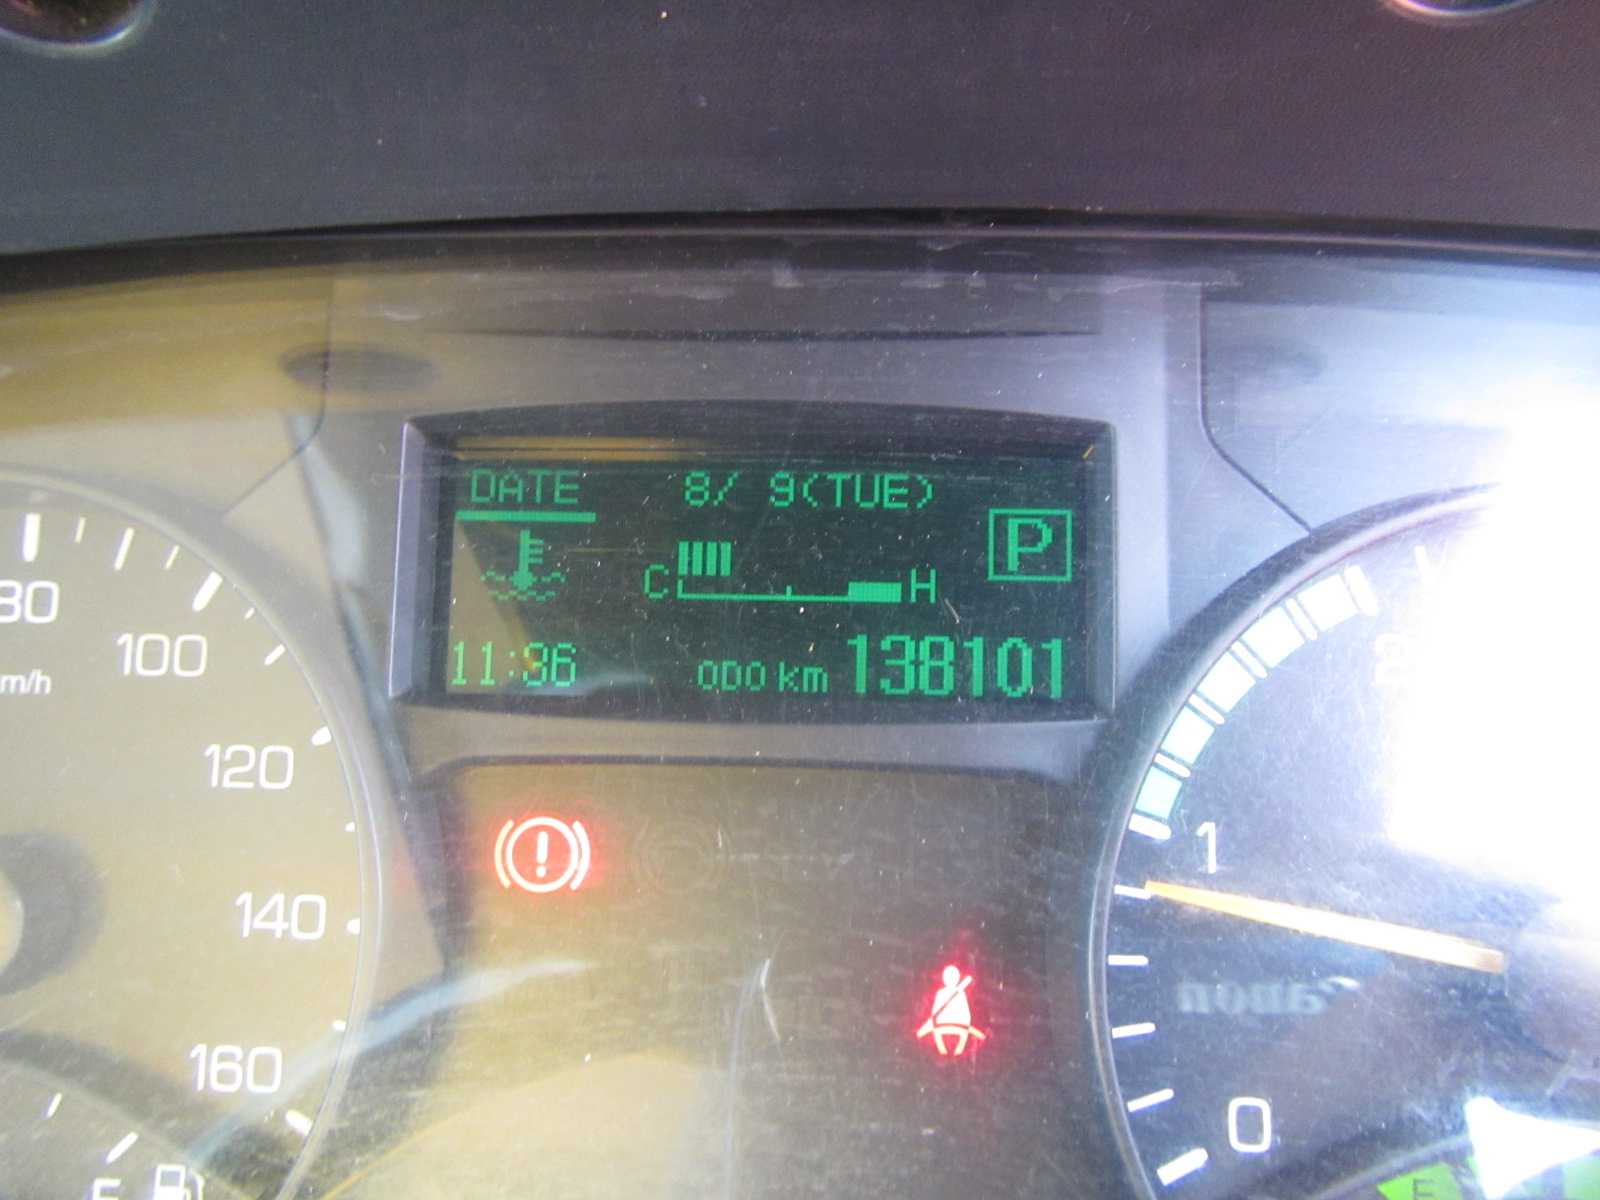 DATE 8/ 9(TUE)
P
C H
11:36 ODO km 138101
80
100
km/h
120
140
160
1
0